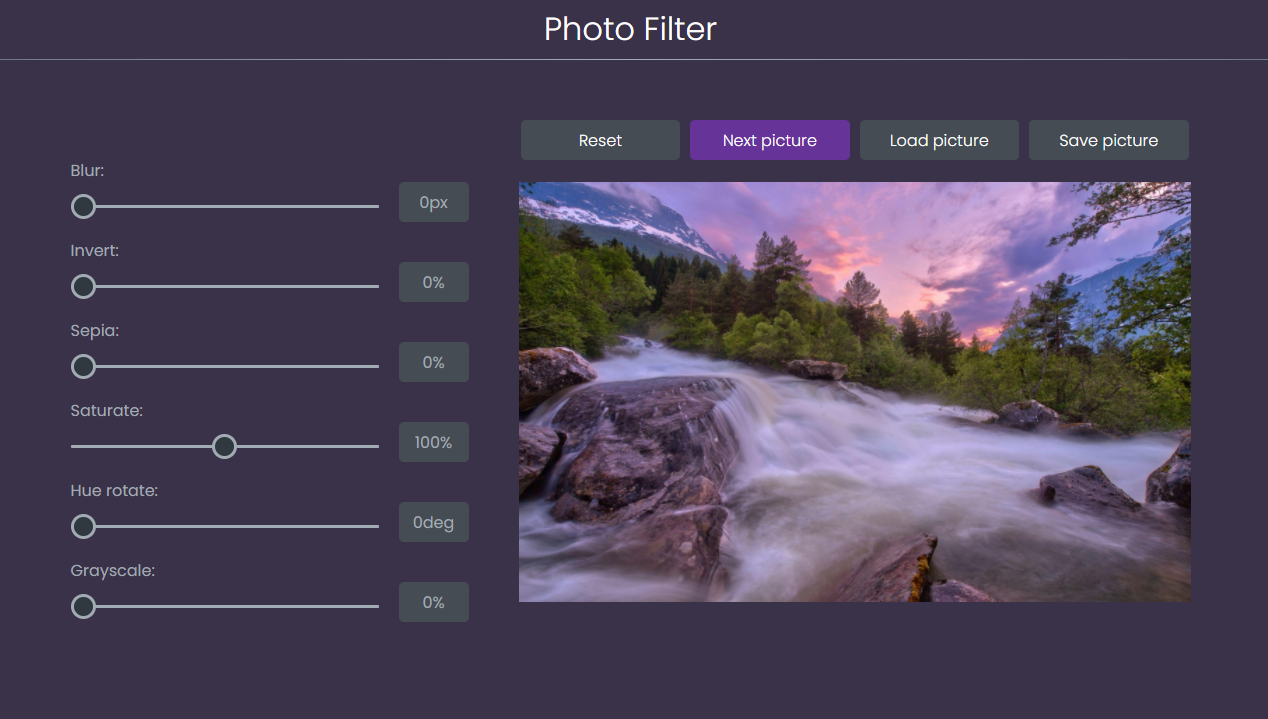 Photo Filter
Reset Next picture Load picture Save picture
Blur:
0px
Invert:
0%
Sepia:
0%
Saturate:
100%
Hue rotate:
0deg
Grayscale:
0%